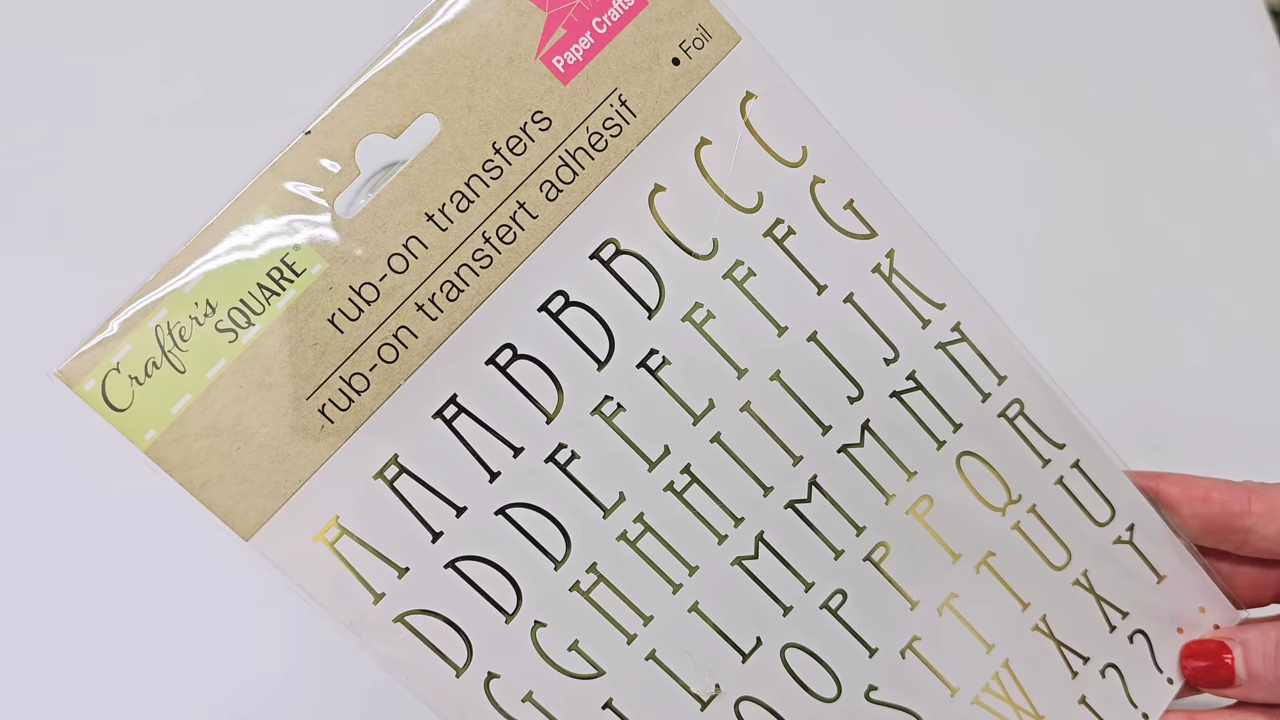 Paper Crafts
• Foil
Crafter's
SQUARE®
rub-on transfers
rub-on transfert adhésif
A A A B B B C C C
D D D E E E F F F G
G G H H H I I I J J K
L L M M M N N
O O P P P Q R
S T T T U U
W X X Y
! ? ?